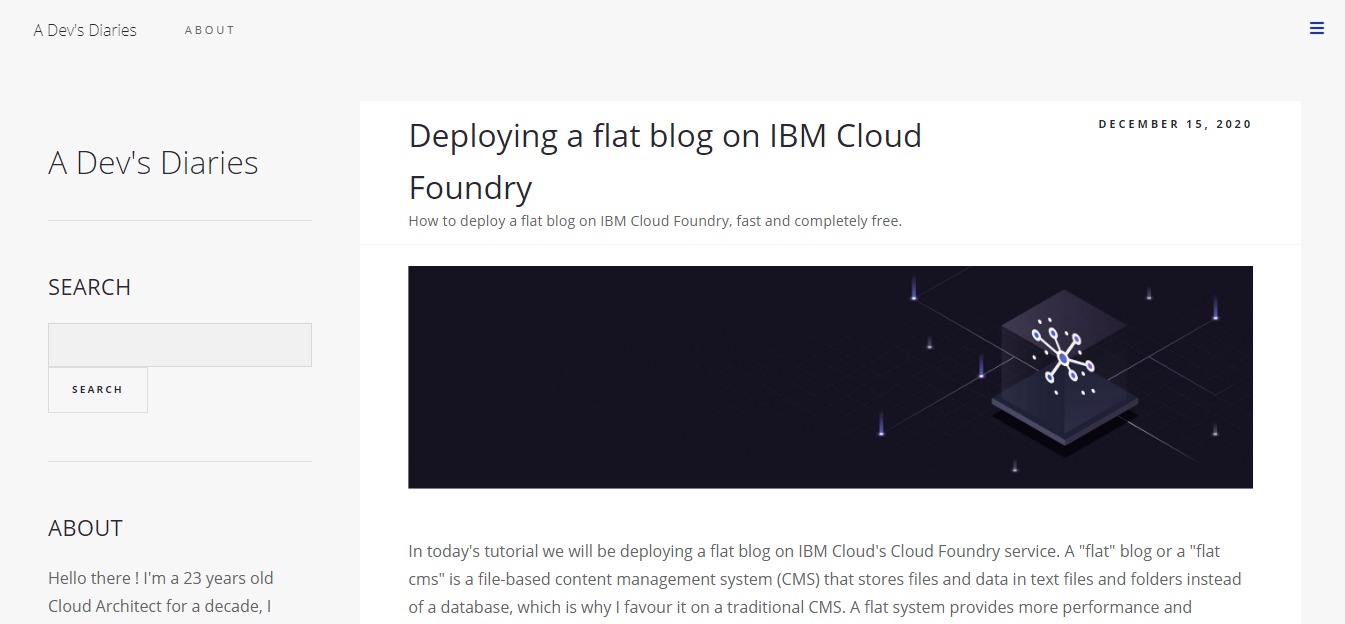 A Dev's Diaries
ABOUT
A Dev's Diaries
SEARCH
SEARCH
ABOUT
Hello there ! I'm a 23 years old
Cloud Architect for a decade, I
Deploying a flat blog on IBM Cloud
Foundry
DECEMBER 15, 2020
How to deploy a flat blog on IBM Cloud Foundry, fast and completely free.
In today's tutorial we will be deploying a flat blog on IBM Cloud's Cloud Foundry service. A "flat" blog or a "flat
cms" is a file-based content management system (CMS) that stores files and data in text files and folders instead
of a database, which is why I favour it on a traditional CMS. A flat system provides more performance and